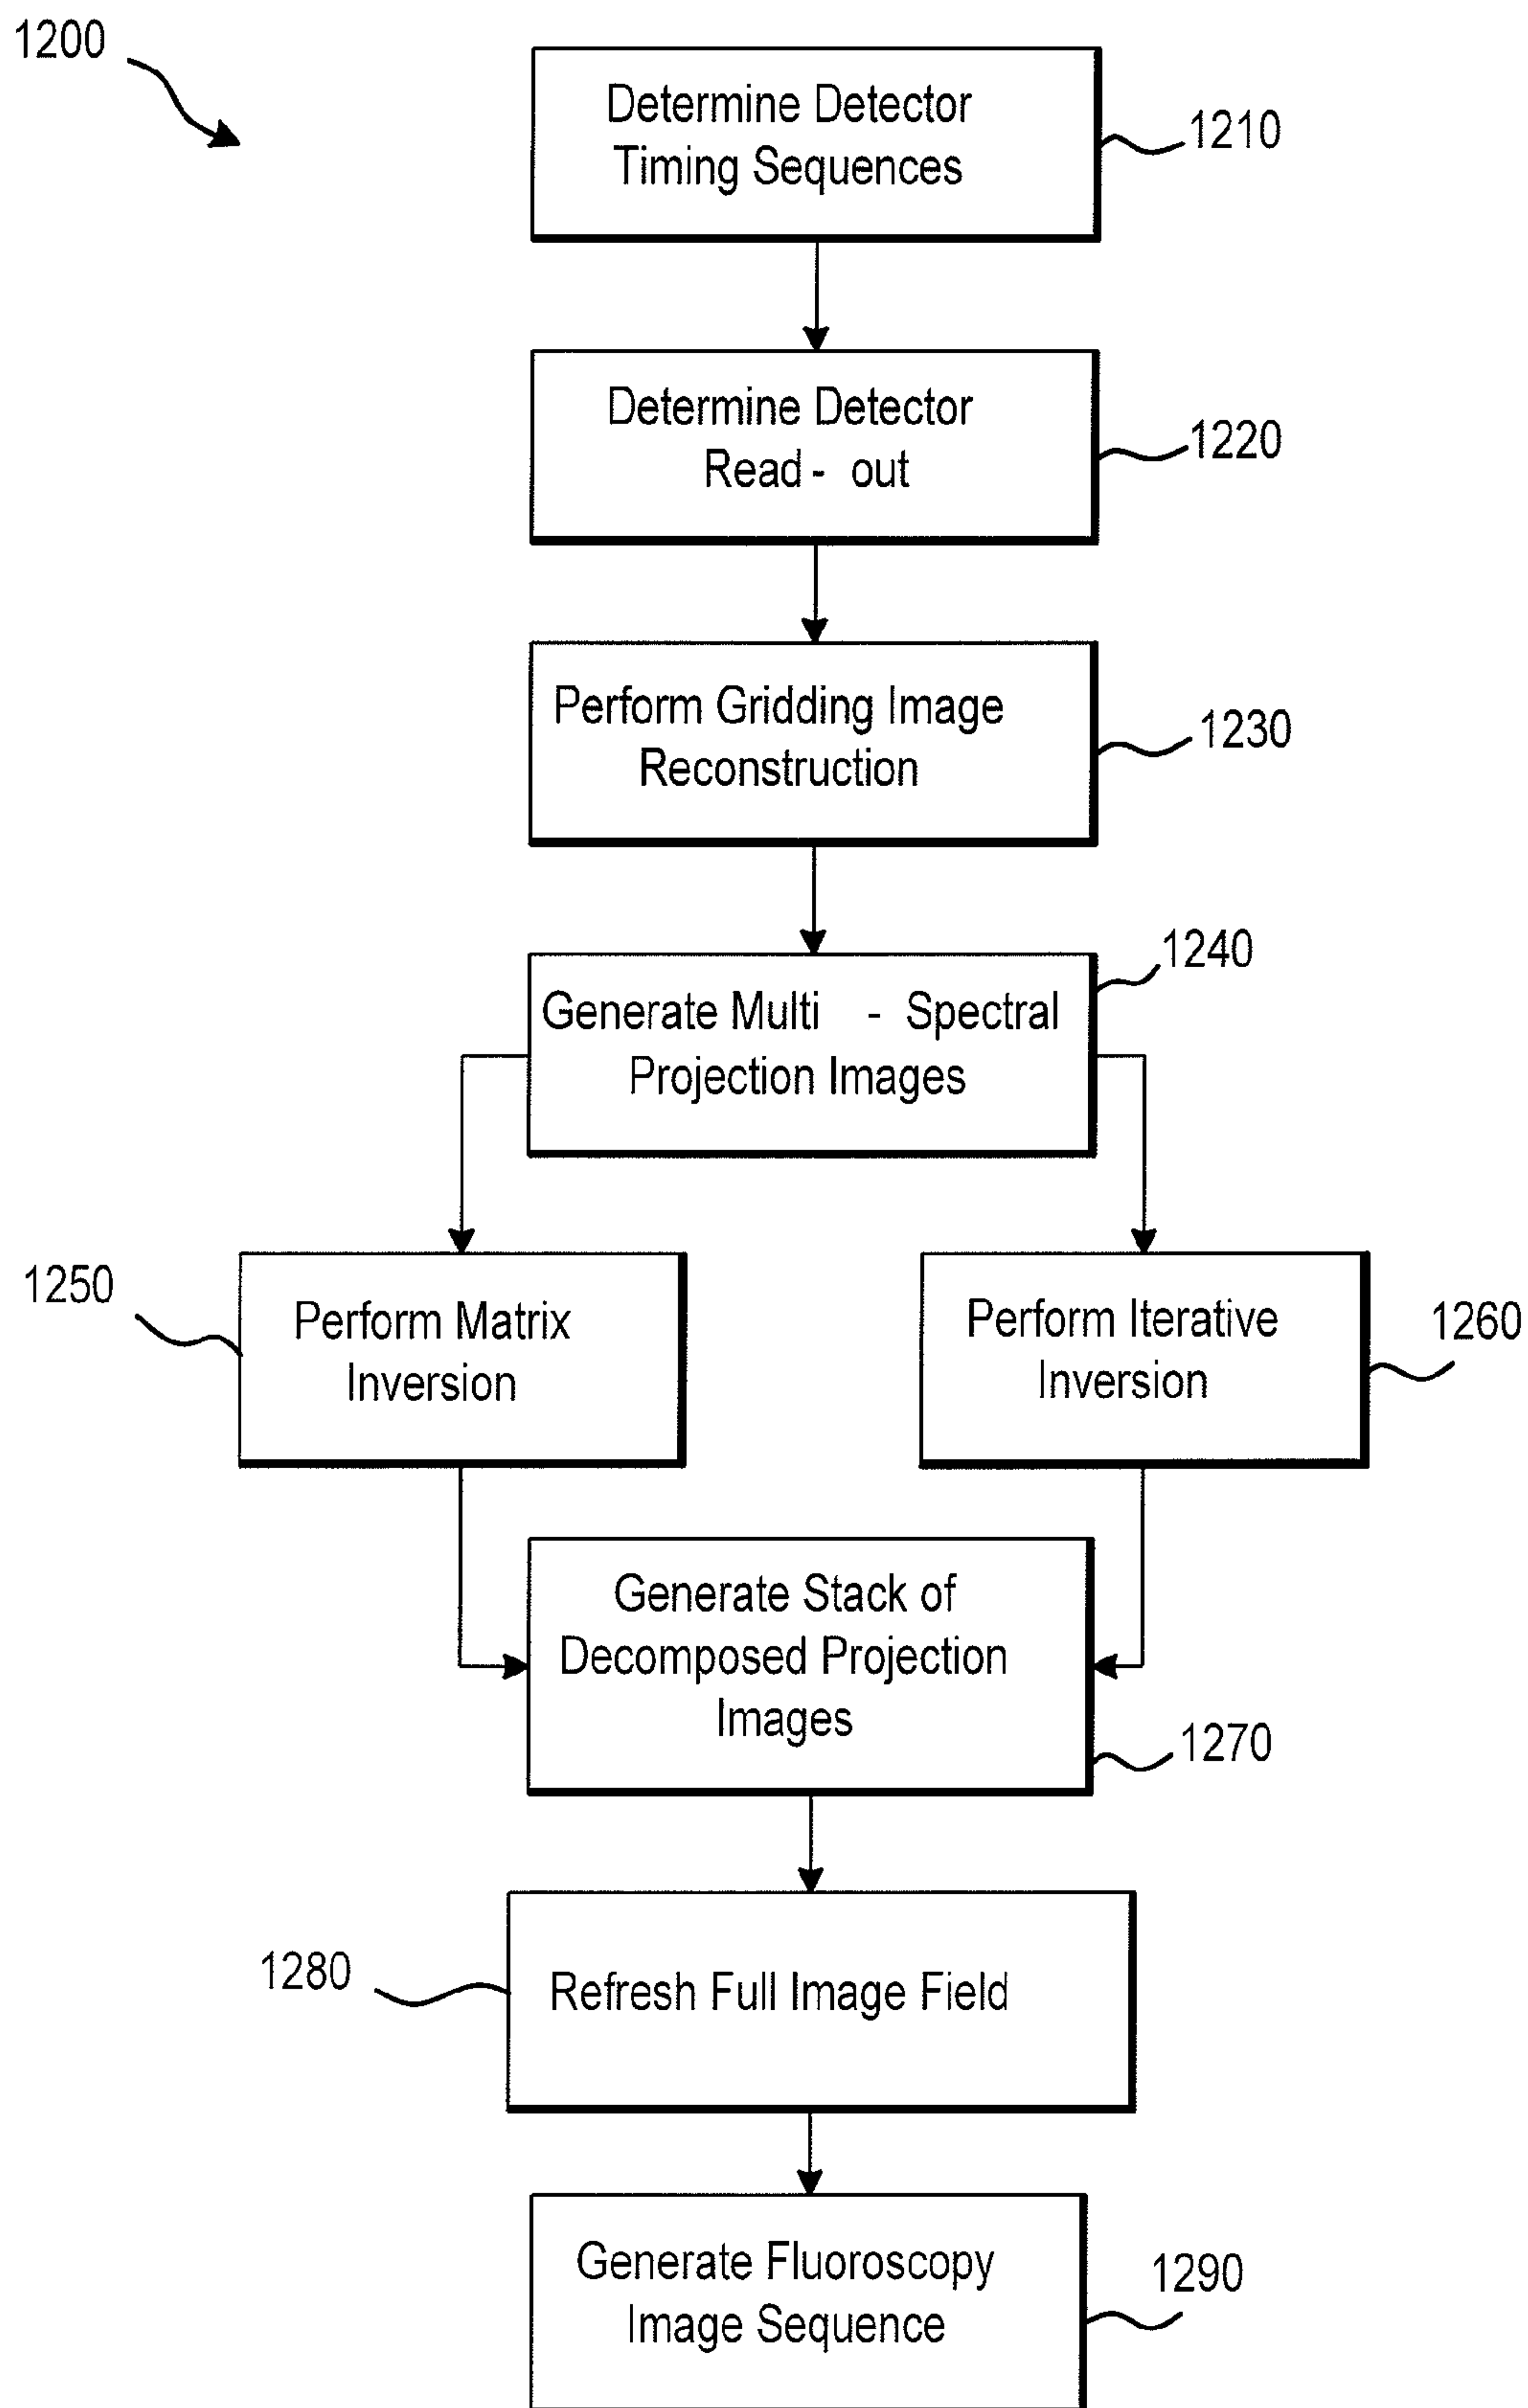 1200
Determine Detector
Timing Sequences
1210
Determine Detector
Read - out
1220
Perform Gridding Image
Reconstruction
1230
1240
Generate Multi - Spectral
Projection Images
1250
Perform Matrix
Inversion
Perform Iterative
Inversion
1260
Generate Stack of
Decomposed Projection
Images
1270
1280
Refresh Full Image Field
Generate Fluoroscopy
Image Sequence
1290